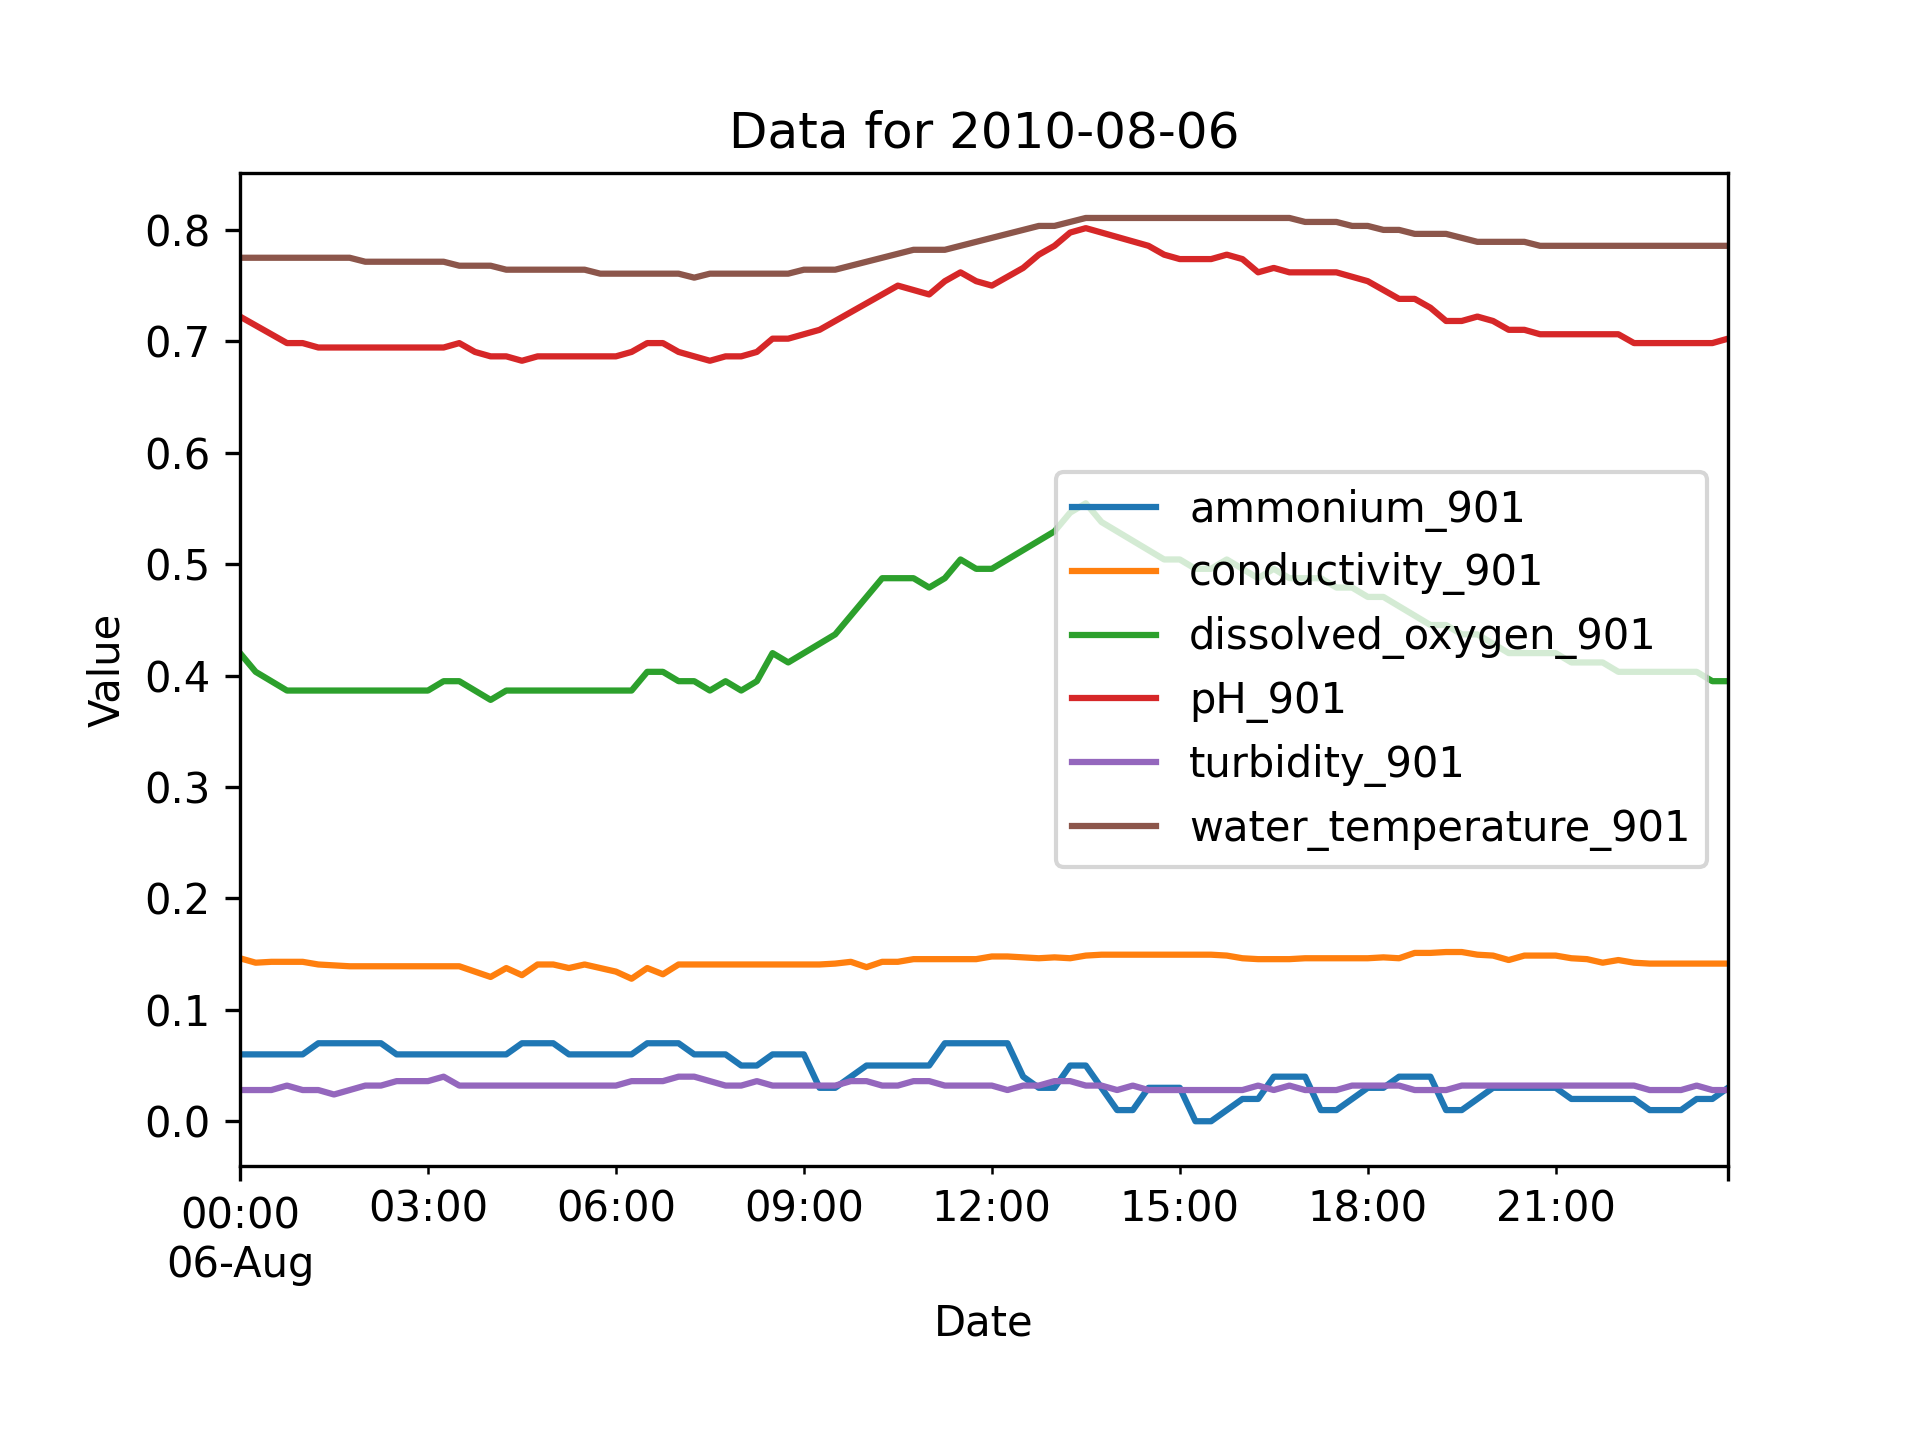 Data for 2010-08-06
Value
0.8
0.7
0.6
0.5
0.4
0.3
0.2
0.1
0.0
ammonium_901
conductivity_901
dissolved_oxygen_901
pH_901
turbidity_901
water_temperature_901
00:00 03:00 06:00 09:00 12:00 15:00 18:00 21:00
06-Aug
Date